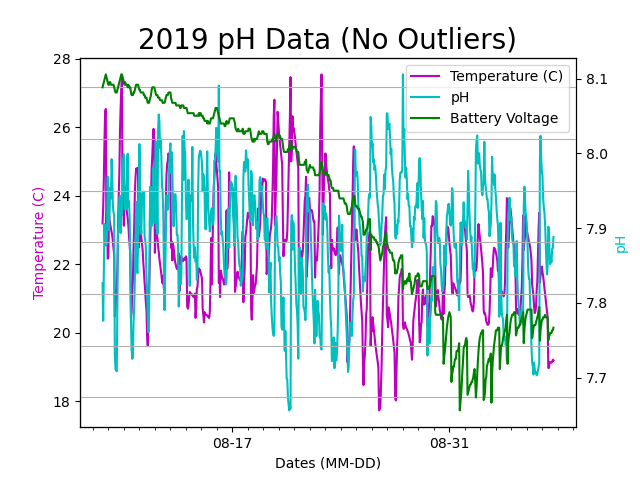 2019 pH Data (No Outliers)
Temperature (C)
pH
Battery Voltage
28
26
24
22
20
18
Temperature (C)
8.1
8.0
7.9
7.8
7.7
pH
08-17
08-31
Dates (MM-DD)